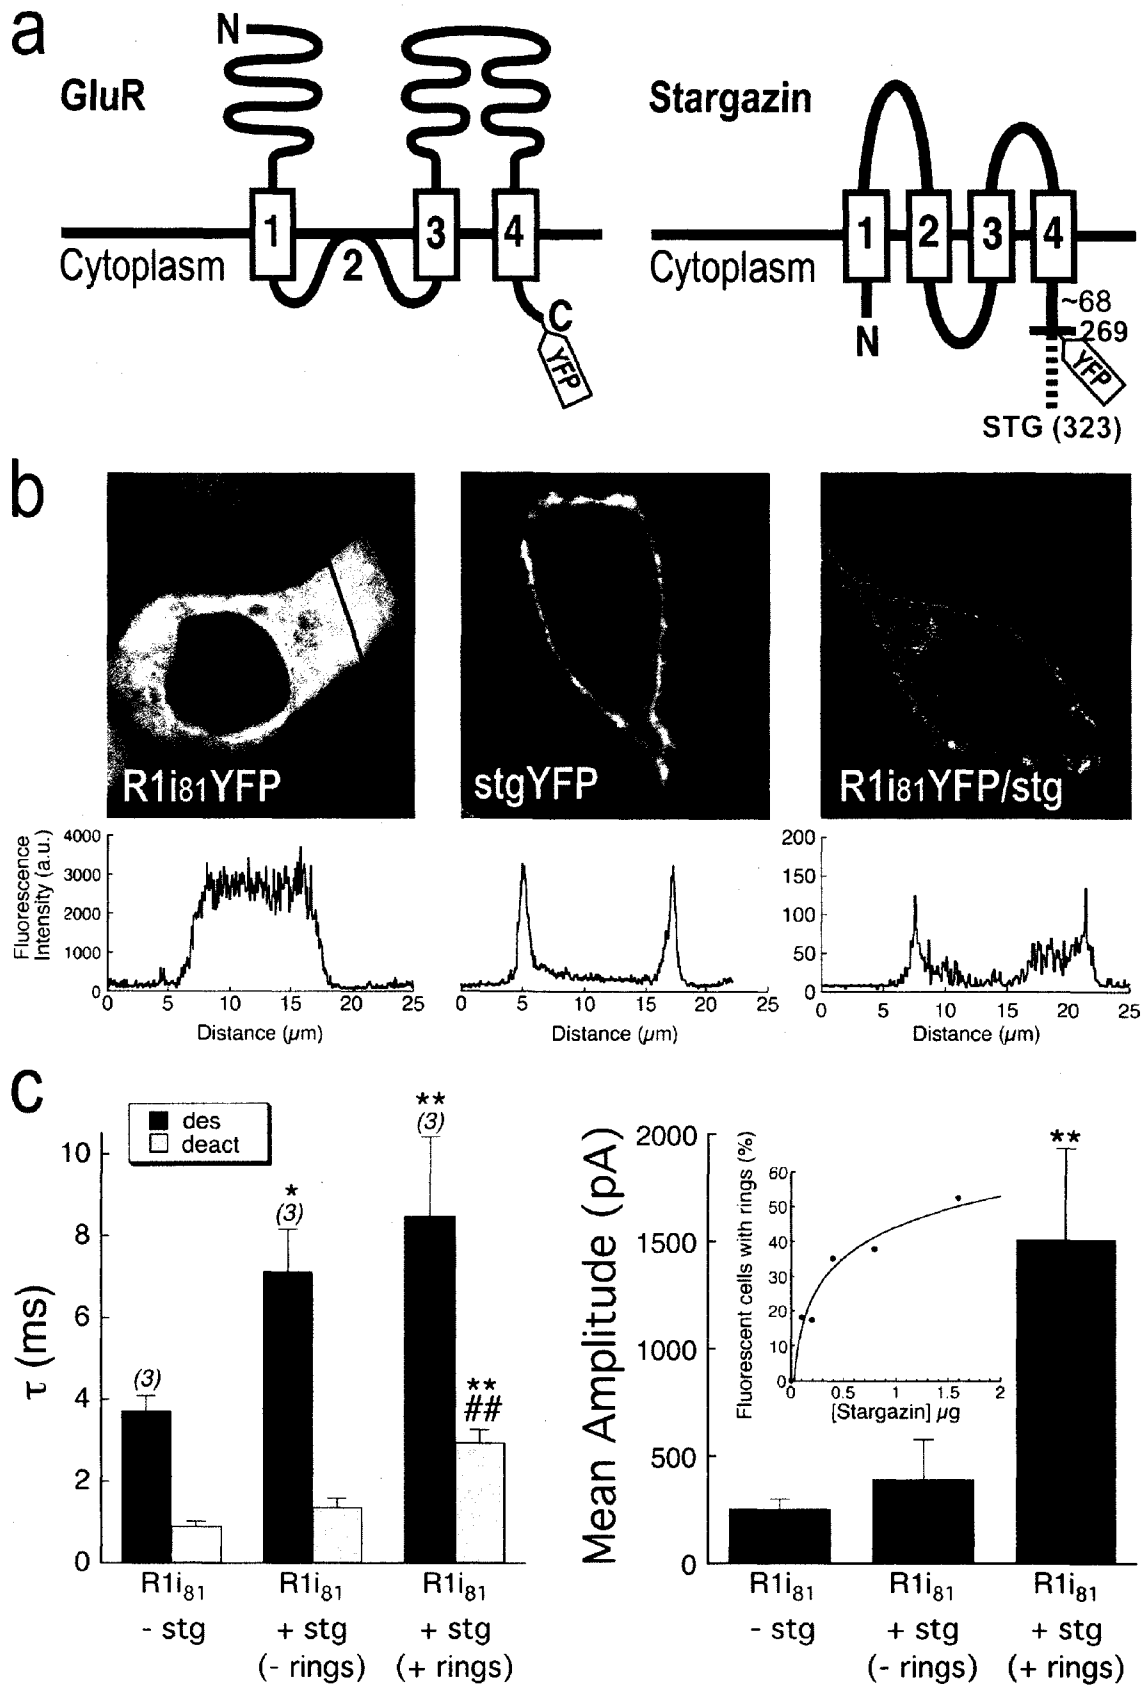 a
N
GluR
1
2
3
4
Cytoplasm
C
YFP
Stargazin
1
2
3
4
Cytoplasm
N
~68
269
YFP
STG (323)
b
R1i81YFP
stgYFP
R1i81YFP/stg
Fluorescence
Intensity (a.u.)
4000
3000
2000
1000
0
0 5 10 15 20 25
Distance (µm)
0 5 10 15 20 25
Distance (µm)
200
150
100
50
0
0 5 10 15 20 25
Distance (µm)
c
des
deact
τ (ms)
10
8
6
4
2
0
(3)
*
(3)
**
(3)
**
##
R1i81
- stg
R1i81
+ stg
(- rings)
R1i81
+ stg
(+ rings)
Mean Amplitude (pA)
2000
1500
1000
500
0
**
Fluorescent cells with rings (%)
60
50
40
30
20
10
0
0 0.5 1 1.5 2
[Stargazin] µg
R1i81
- stg
R1i81
+ stg
(- rings)
R1i81
+ stg
(+ rings)